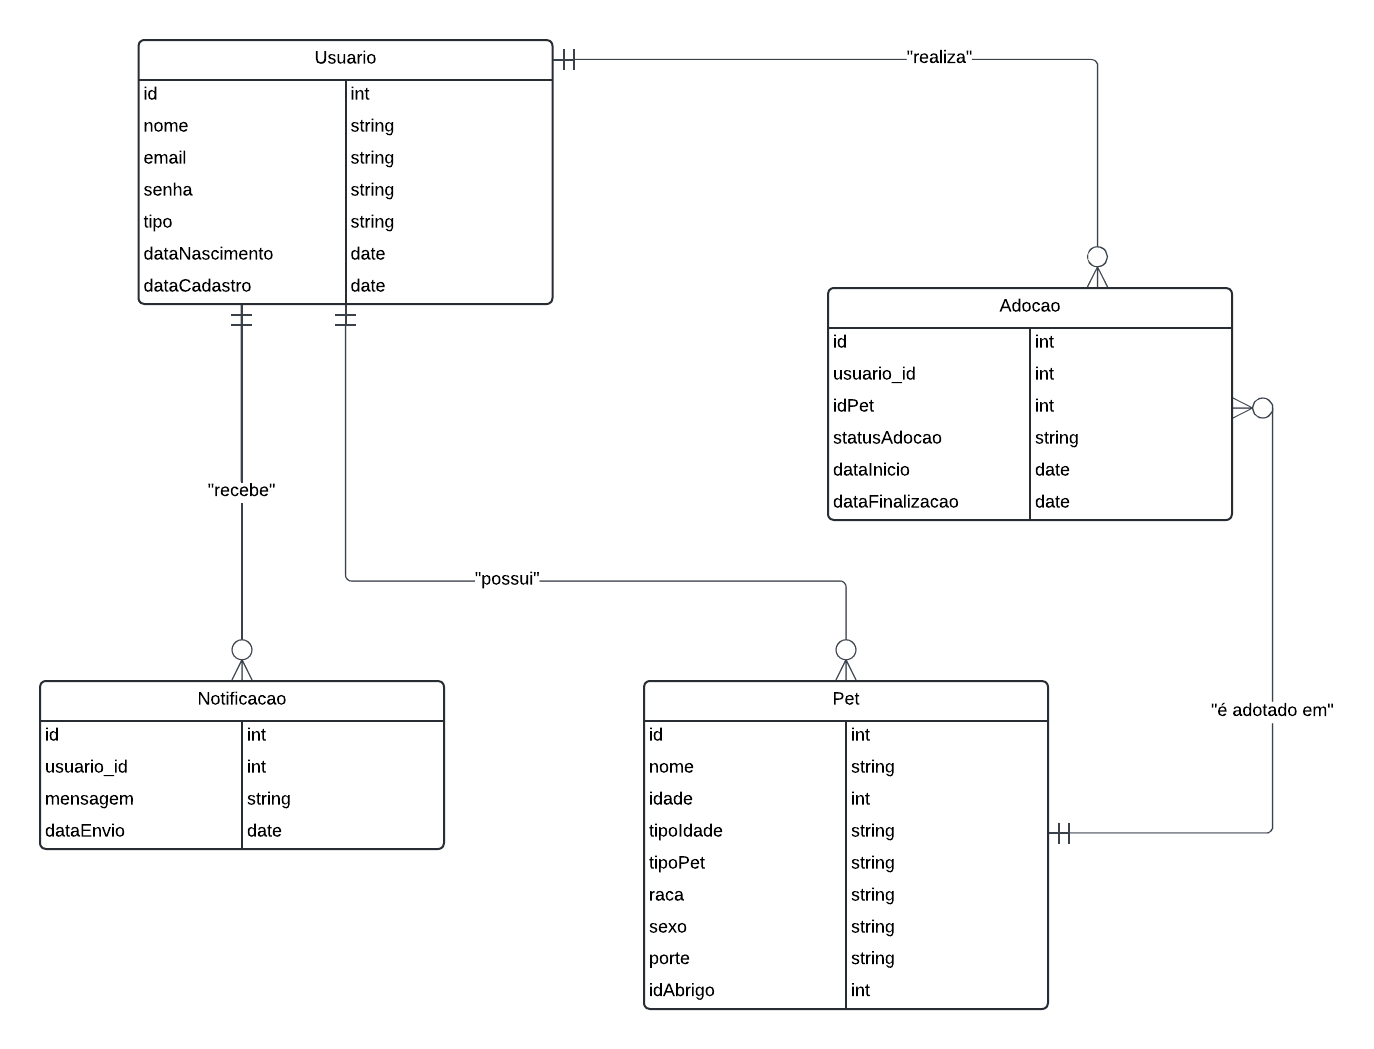 Usuario
id int
nome string
email string
senha string
tipo string
dataNascimento date
dataCadastro date
"realiza"
Adocao
id int
usuario_id int
idPet int
statusAdocao string
dataInicio date
dataFinalizacao date
"recebe"
"possui"
"é adotado em"
Notificacao
id int
usuario_id int
mensagem string
dataEnvio date
Pet
id int
nome string
idade int
tipoIdade string
tipoPet string
raca string
sexo string
porte string
idAbrigo int